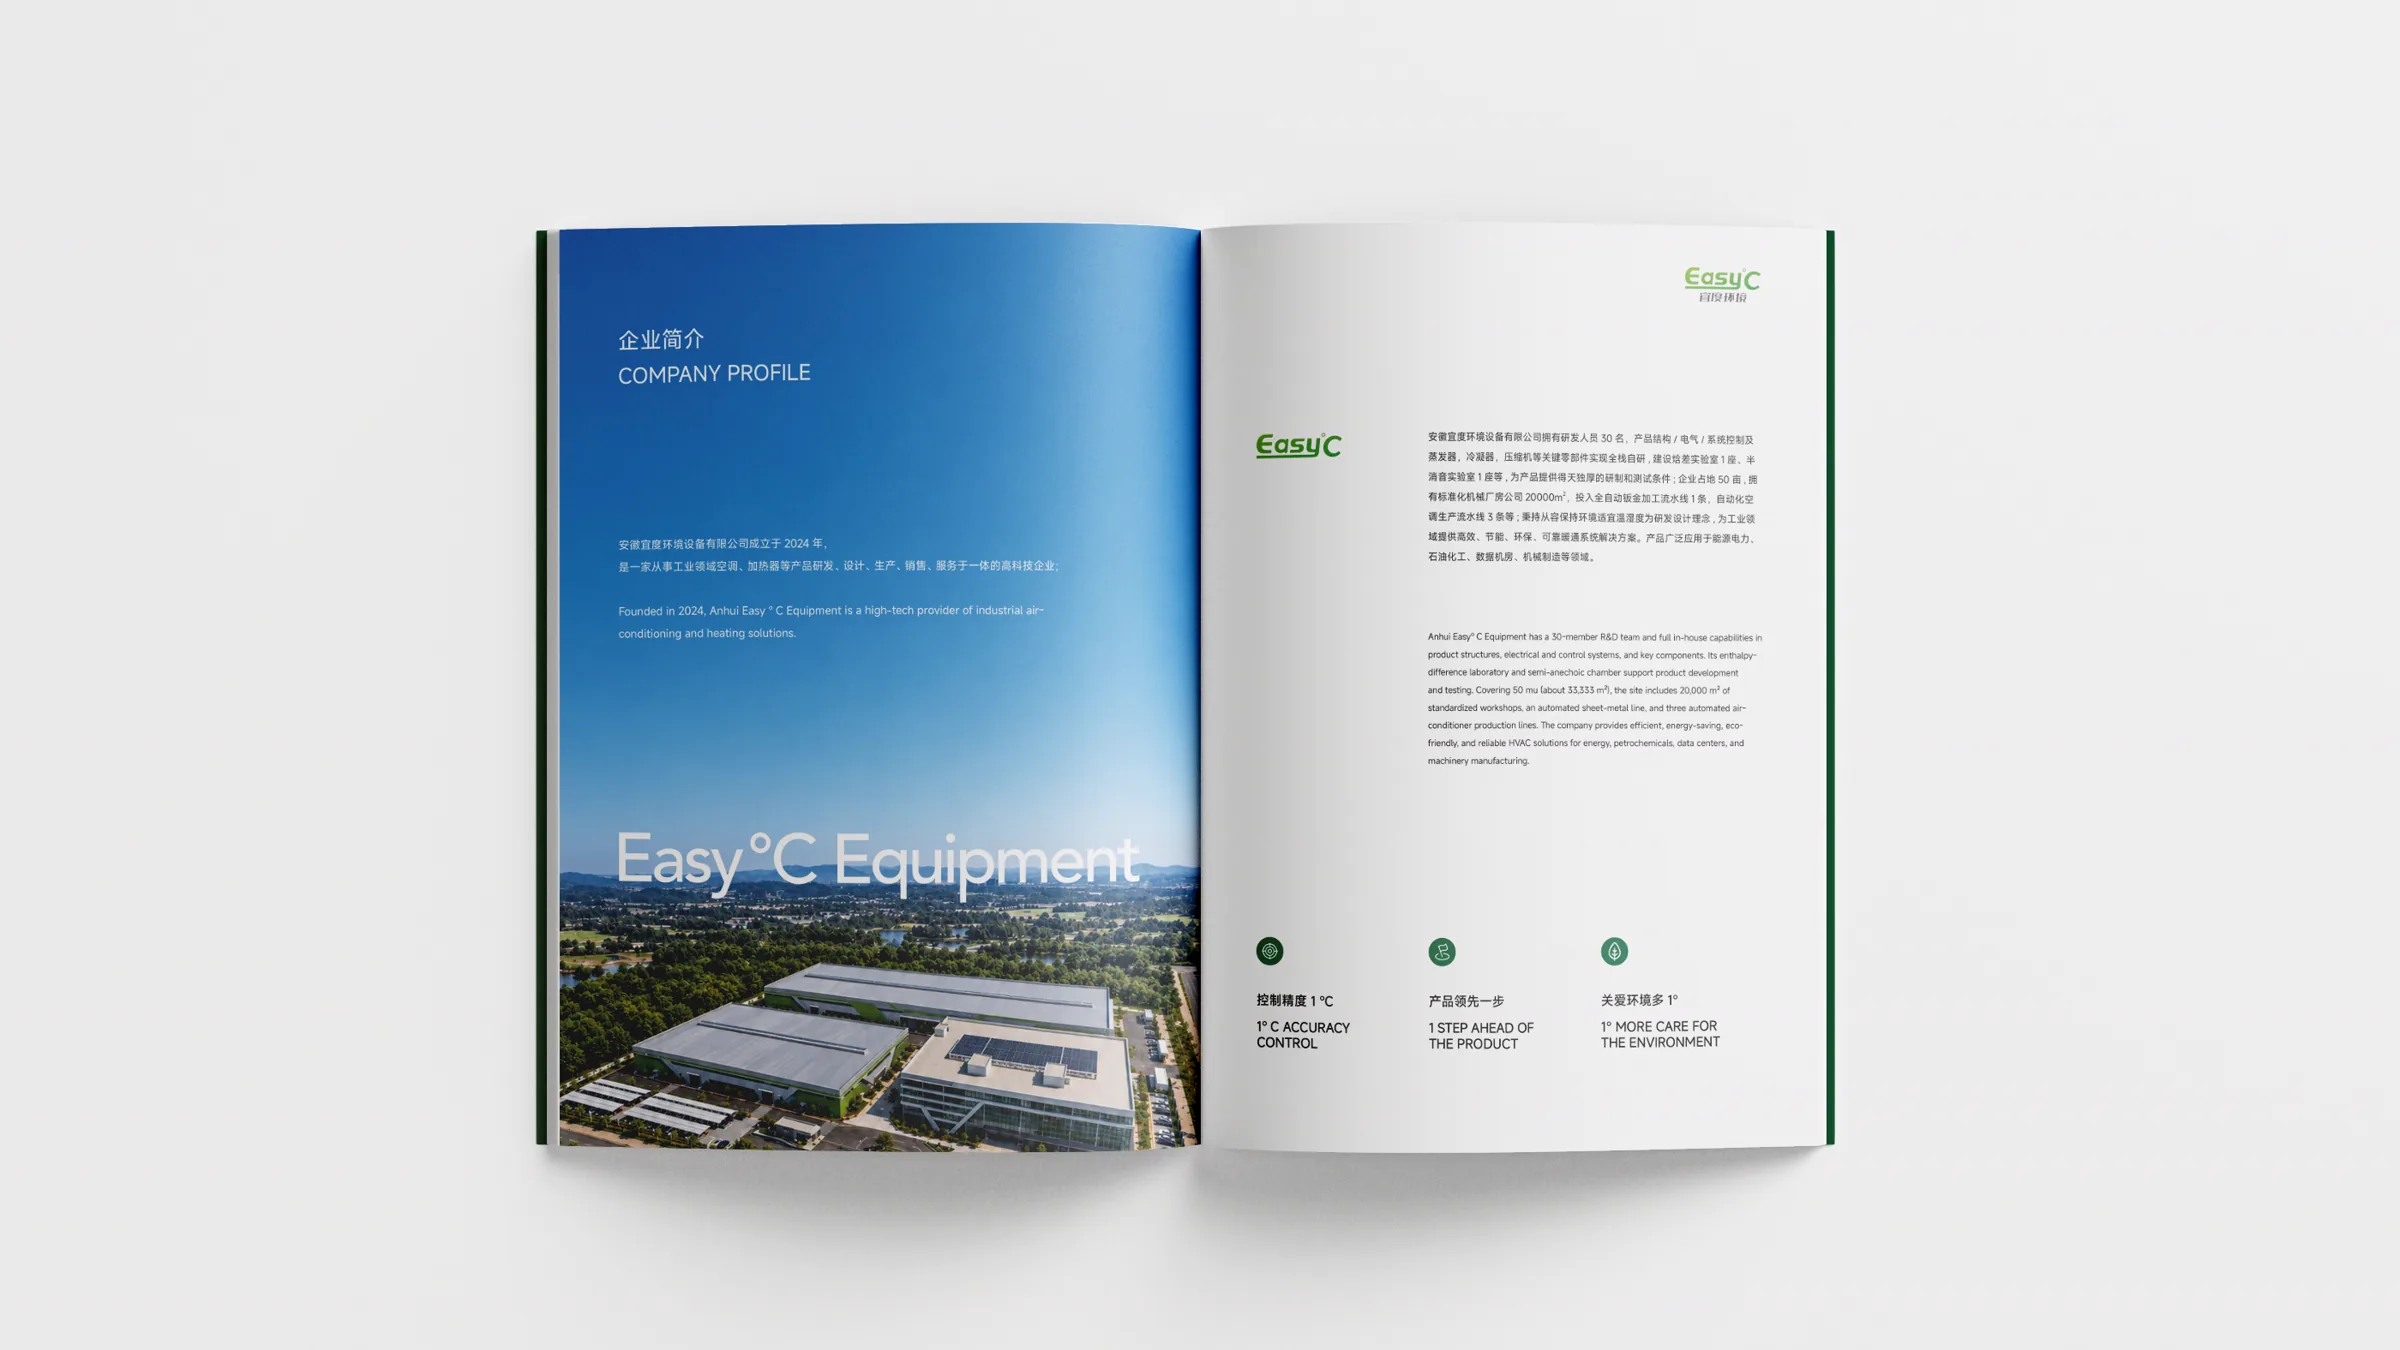 企业简介
COMPANY PROFILE
安徽宜度环境设备有限公司成立于 2024 年，
是一家从事工业领域空调、加热器等产品研发、设计、生产、销售、服务于一体的高科技企业；
Founded in 2024, Anhui Easy ° C Equipment is a high-tech provider of industrial air-
conditioning and heating solutions.
Easy °C Equipment
Easy°C
宜度环境
Easy°C
安徽宜度环境设备有限公司拥有研发人员 30 名，产品结构 / 电气 / 系统控制及
蒸发器，冷凝器，压缩机等关键零部件实现全栈自研，建设焓差实验室 1 座、半
消音实验室 1 座等，为产品提供得天独厚的研制和测试条件；企业占地 50 亩，拥
有标准化机械厂房公司 20000m²，投入全自动钣金加工流水线 1 条，自动化空
调生产流水线 3 条等；秉持从容保持环境适宜温湿度为研发设计理念，为工业领
域提供高效、节能、环保、可靠暖通系统解决方案。产品广泛应用于能源电力、
石油化工、数据机房、机械制造等领域。
Anhui Easy° C Equipment has a 30-member R&D team and full in-house capabilities in
product structures, electrical and control systems, and key components. Its enthalpy-
difference laboratory and semi-anechoic chamber support product development
and testing. Covering 50 mu (about 33,333 m²), the site includes 20,000 m² of
standardized workshops, an automated sheet-metal line, and three automated air-
conditioner production lines. The company provides efficient, energy-saving, eco-
friendly, and reliable HVAC solutions for energy, petrochemicals, data centers, and
machinery manufacturing.
控制精度 1 °C
1° C ACCURACY
CONTROL
产品领先一步
1 STEP AHEAD OF
THE PRODUCT
关爱环境多 1°
1° MORE CARE FOR
THE ENVIRONMENT